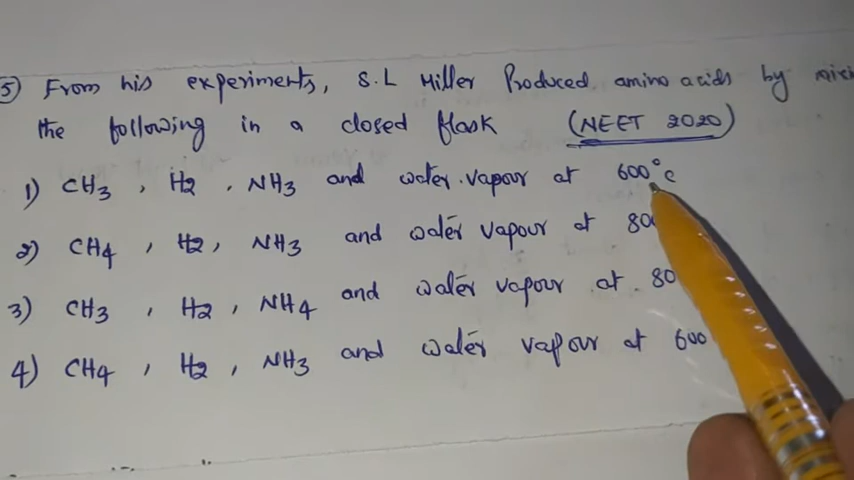 5) From his experiments, S.L Miller Produced amino acids by
the following in a closed flask (NEET 2020)
1) CH3 , H2 , NH3 and water vapour at 600°c
2) CH4 , H2, NH3 and water vapour at
3) CH3 , H2 , NH4 and water vapour at
4) CH4 , H2 , NH3 and water vapour at 600